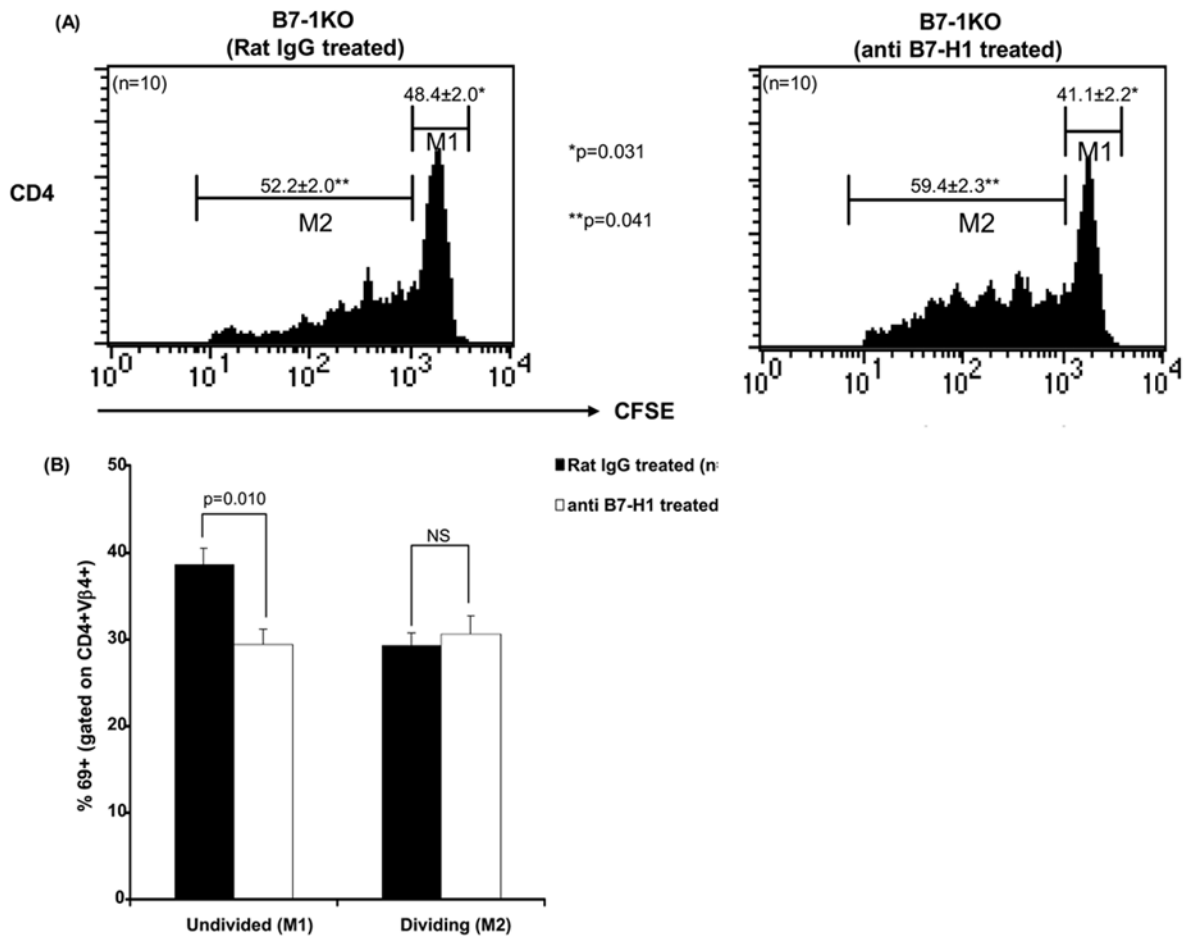 (A)
B7-1KO
(Rat IgG treated)
B7-1KO
(anti B7-H1 treated)
(n=10)
48.4±2.0*
M1
52.2±2.0**
M2
CD4
*p=0.031
**p=0.041
(n=10)
41.1±2.2*
M1
59.4±2.3**
M2
10⁰ 10¹ 10² 10³ 10⁴
10⁰ 10¹ 10² 10³ 10⁴
CFSE
(B)
Rat IgG treated (n
anti B7-H1 treated
% 69+ (gated on CD4+Vβ4+)
50
40
30
20
10
0
p=0.010
NS
Undivided (M1)
Dividing (M2)